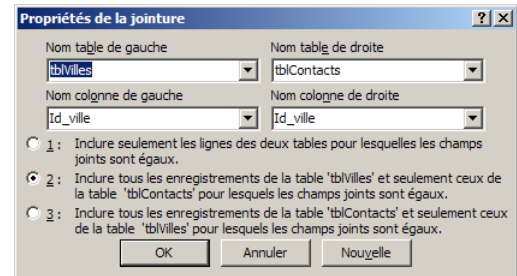 Propriétés de la jointure ? X
Nom table de gauche Nom table de droite
tblVilles tblContacts
Nom colonne de gauche Nom colonne de droite
Id_ville Id_ville
1 : Inclure seulement les lignes des deux tables pour lesquelles les champs
joints sont égaux.
2 : Inclure tous les enregistrements de la table 'tblVilles' et seulement ceux de
la table 'tblContacts' pour lesquels les champs joints sont égaux.
3 : Inclure tous les enregistrements de la table 'tblContacts' et seulement ceux
de la table 'tblVilles' pour lesquels les champs joints sont égaux.
OK Annuler Nouvelle